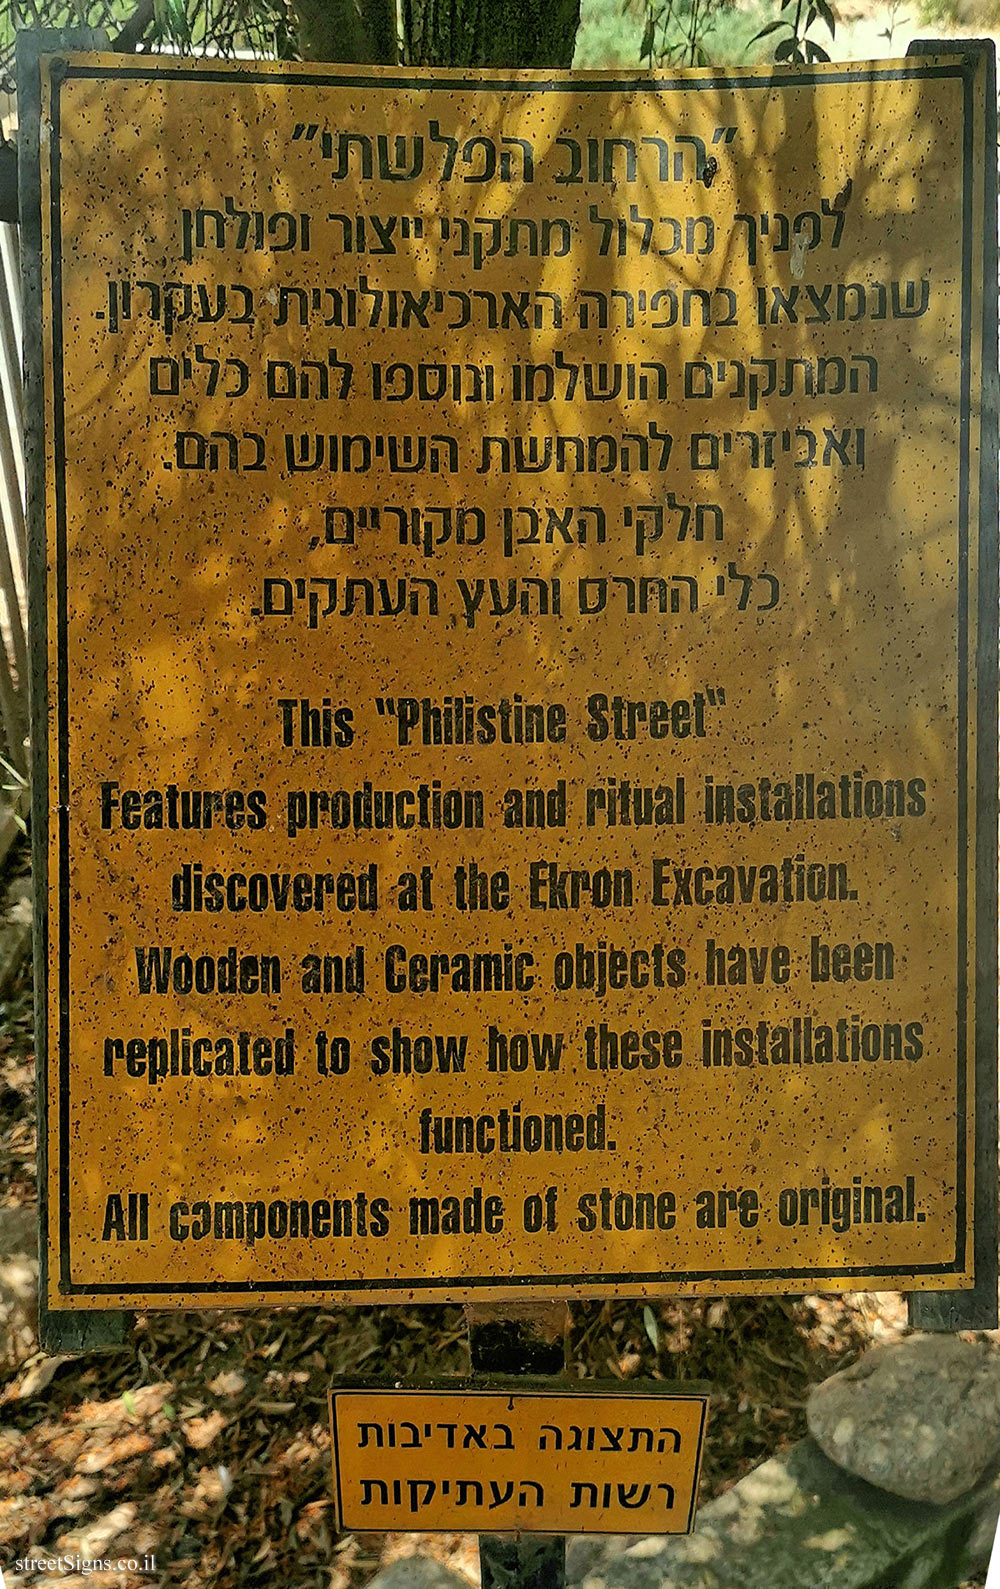 "הרחוב הפלשתי"
לפניך מכלול מתקני ייצור ופולחן
שנמצאו בחפירה הארכיאולוגית בעקרון.
המתקנים הושלמו ונוספו להם כלים
ואביזרים להמחשת השימוש בהם.
חלקי האבן מקוריים,
כלי החרס והעץ העתקים.
This "Philistine Street"
Features production and ritual installations
discovered at the Ekron Excavation.
Wooden and Ceramic objects have been
replicated to show how these installations
functioned.
All components made of stone are original.
התצוגה באדיבות
רשות העתיקות
streetSigns.co.il